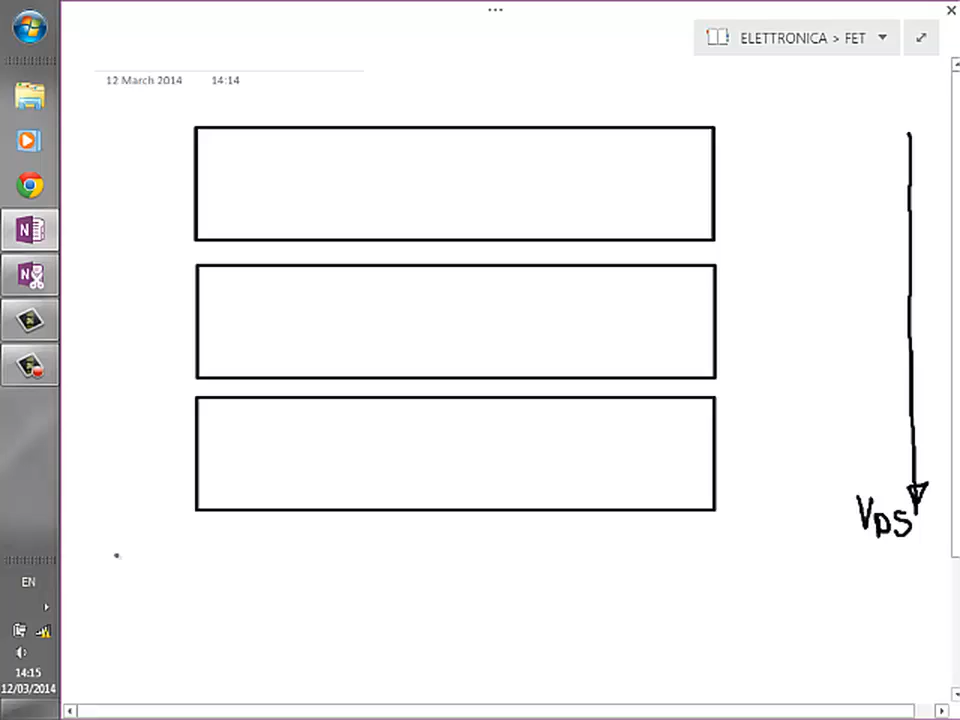 ELETTRONICA > FET
12 March 2014 14:14
VDS
EN
14:15
12/03/2014